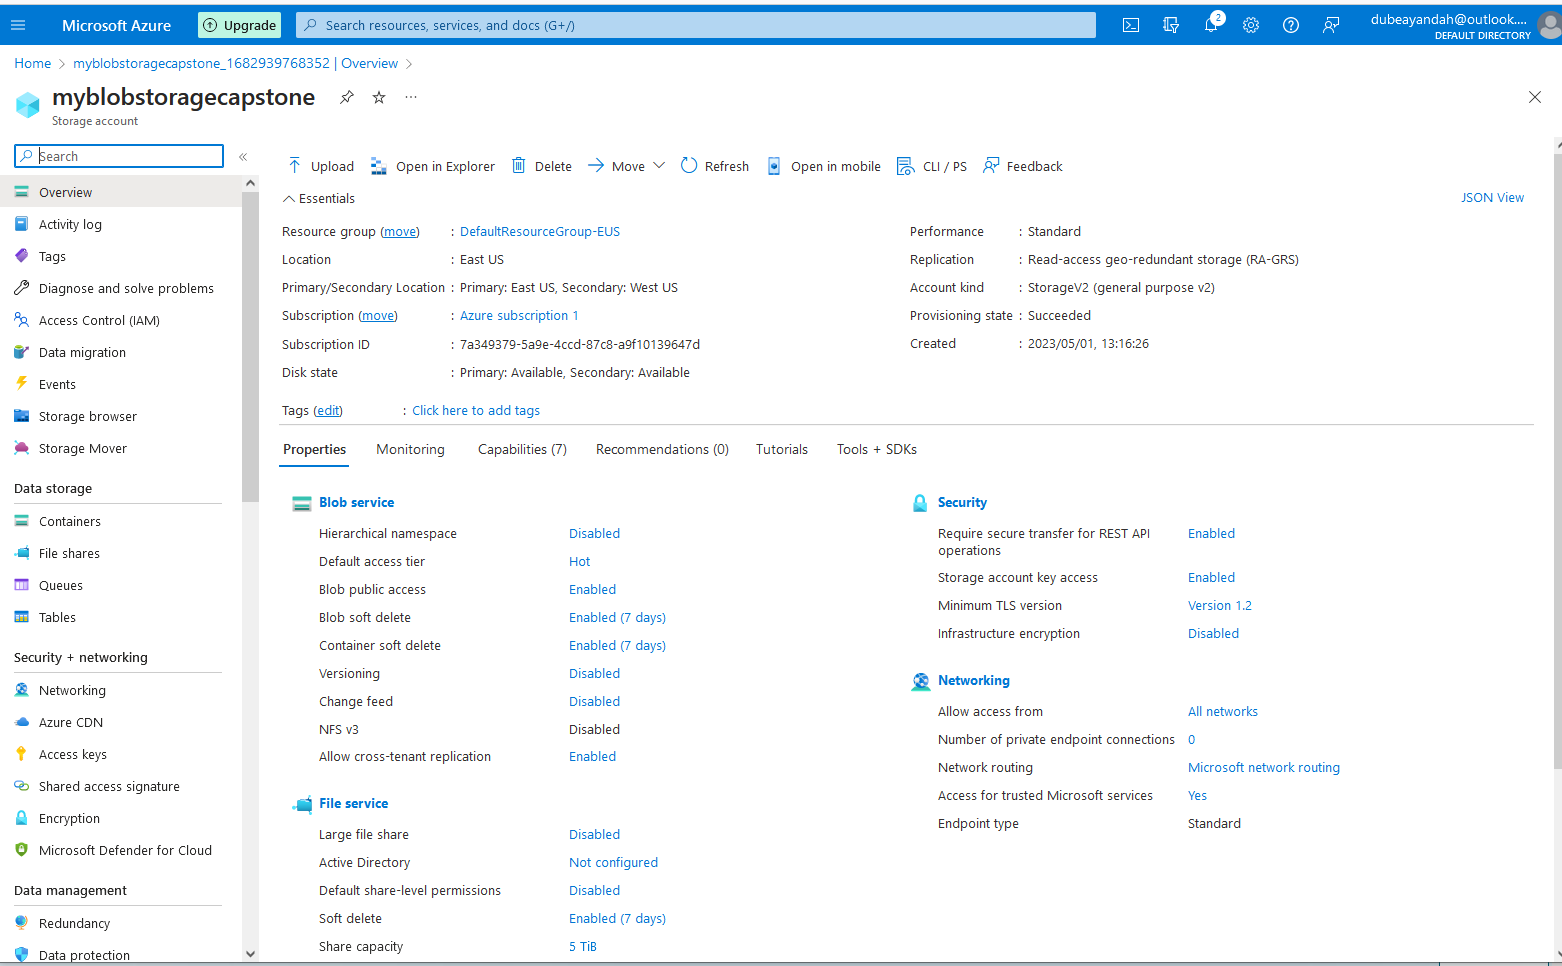 Microsoft Azure
Upgrade
Search resources, services, and docs (G+/)
2
dubeayandah@outlook....
DEFAULT DIRECTORY
Home > myblobstoragecapstone_1682939768352 | Overview >
myblobstoragecapstone
Storage account
Search
Overview
Activity log
Tags
Diagnose and solve problems
Access Control (IAM)
Data migration
Events
Storage browser
Storage Mover
Data storage
Containers
File shares
Queues
Tables
Security + networking
Networking
Azure CDN
Access keys
Shared access signature
Encryption
Microsoft Defender for Cloud
Data management
Redundancy
Data protection
Upload Open in Explorer Delete Move Refresh Open in mobile CLI / PS Feedback
Essentials
JSON View
Resource group (move) : DefaultResourceGroup-EUS
Location : East US
Primary/Secondary Location : Primary: East US, Secondary: West US
Subscription (move) : Azure subscription 1
Subscription ID : 7a349379-5a9e-4ccd-87c8-a9f10139647d
Disk state : Primary: Available, Secondary: Available
Performance : Standard
Replication : Read-access geo-redundant storage (RA-GRS)
Account kind : StorageV2 (general purpose v2)
Provisioning state : Succeeded
Created : 2023/05/01, 13:16:26
Tags (edit) : Click here to add tags
Properties Monitoring Capabilities (7) Recommendations (0) Tutorials Tools + SDKs
Blob service
Hierarchical namespace Disabled
Default access tier Hot
Blob public access Enabled
Blob soft delete Enabled (7 days)
Container soft delete Enabled (7 days)
Versioning Disabled
Change feed Disabled
NFS v3 Disabled
Allow cross-tenant replication Enabled
File service
Large file share Disabled
Active Directory Not configured
Default share-level permissions Disabled
Soft delete Enabled (7 days)
Share capacity 5 TiB
Security
Require secure transfer for REST API Enabled
operations
Storage account key access Enabled
Minimum TLS version Version 1.2
Infrastructure encryption Disabled
Networking
Allow access from All networks
Number of private endpoint connections 0
Network routing Microsoft network routing
Access for trusted Microsoft services Yes
Endpoint type Standard